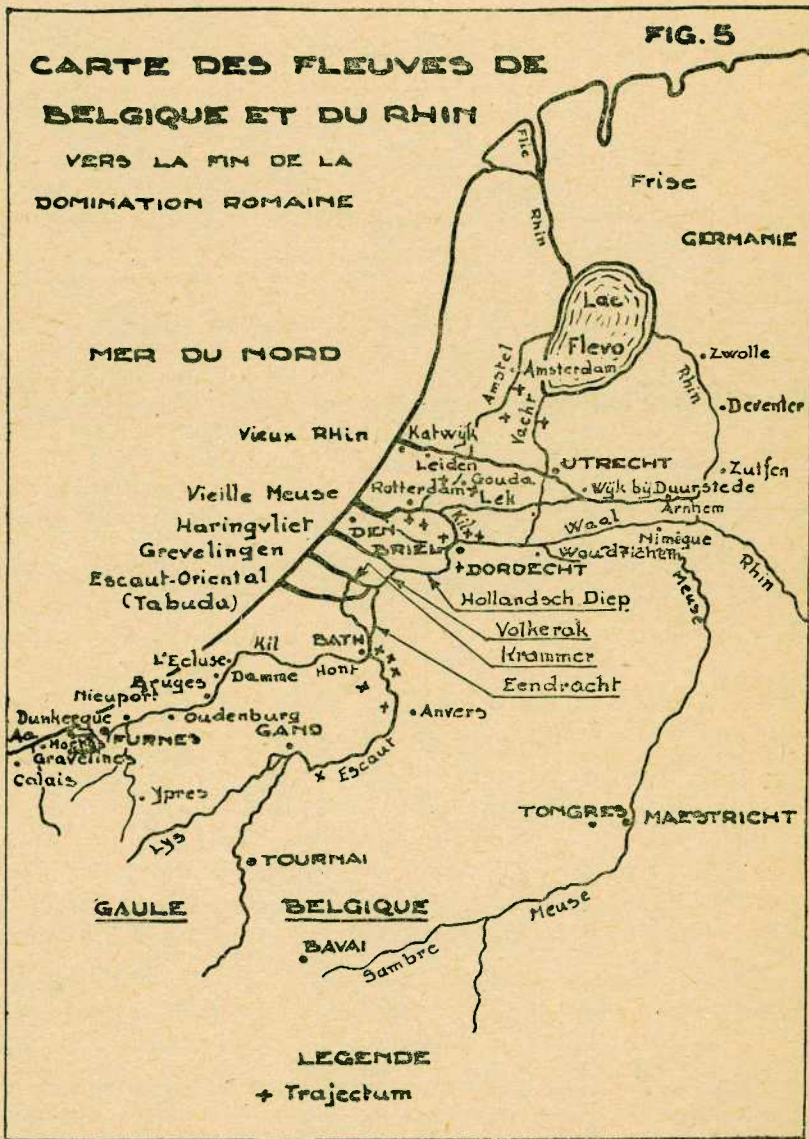 FIG. 5
CARTE DES FLEUVES DE
BELGIQUE ET DU RHIN
VERS LA FIN DE LA
DOMINATION ROMAINE
Flie
Frise
Rhin
GERMANIE
Lac
Flevo
MER DU NORD
Amsterdam
Amstel
Zwolle
Rhin
Vacht
Deventer
Vieux RHin
Katwijk
Leiden
UTRECHT
Zutfen
Gouda
Vieille Meuse
Rotterdam
Lek
Wijk bij Duurstede
Arnhem
Haringvliet
DEN
BRIEL
Kil
Waal
Nimègue
Grevelingen
Woudrichem
DORDECHT
Rhin
Escaut-Oriental
(Tabuda)
Meuse
Hollandsch Diep
Volkerak
Krammer
Eendracht
Kil
BATH
L'Ecluse
Hont
Bruges
Damme
Nieuport
Dunkerque
Oudenburg
Anvers
Aa
FURNES
GAND
Gravelines
Escaut
Calais
Ypres
Lys
TONGRES
MAESTRICHT
TOURNAI
GAULE
BELGIQUE
Meuse
BAVAI
Sambre
LEGENDE
+ Trajectum